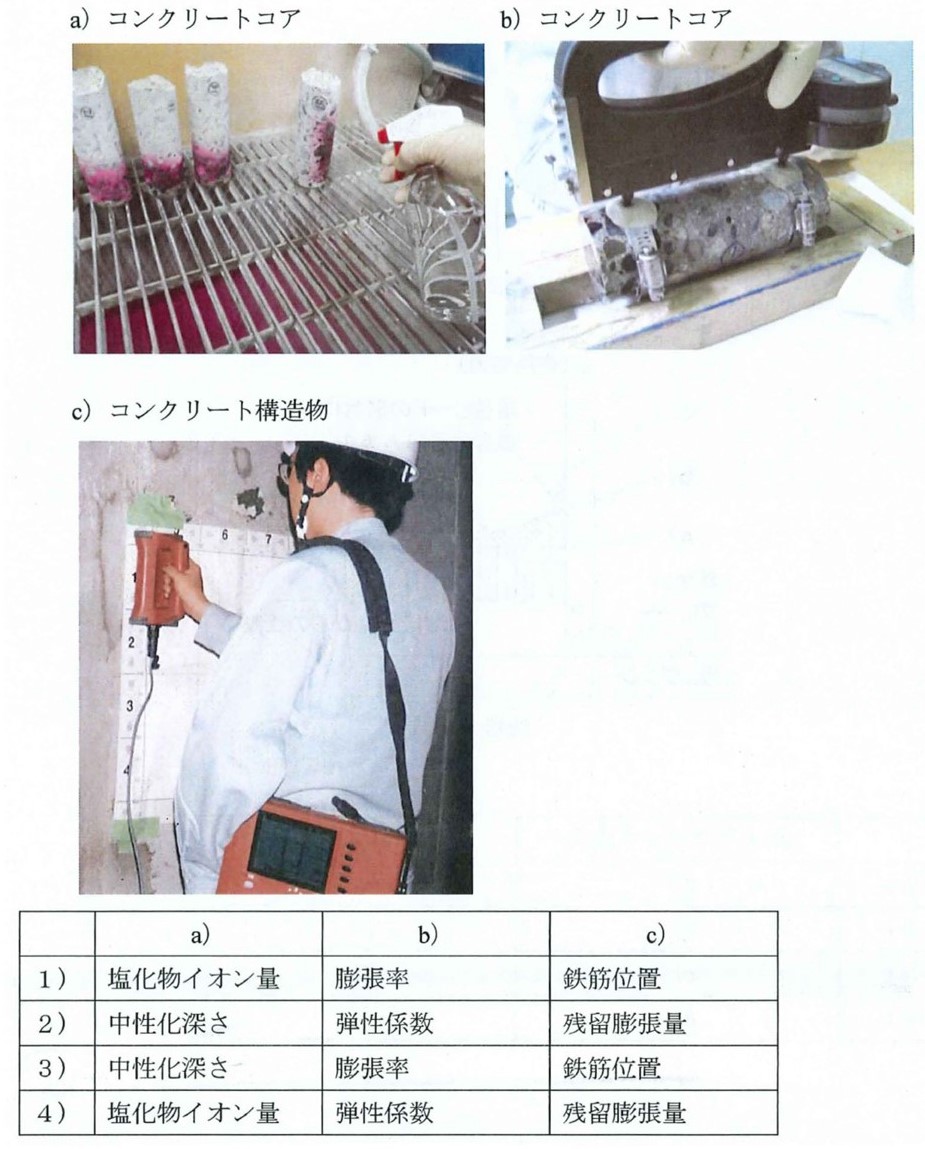 a）コンクリートコア
b）コンクリートコア
c）コンクリート構造物
6 7
1
2
3
4
a） b） c）
1） 塩化物イオン量 膨張率 鉄筋位置
2） 中性化深さ 弾性係数 残留膨張量
3） 中性化深さ 膨張率 鉄筋位置
4） 塩化物イオン量 弾性係数 残留膨張量